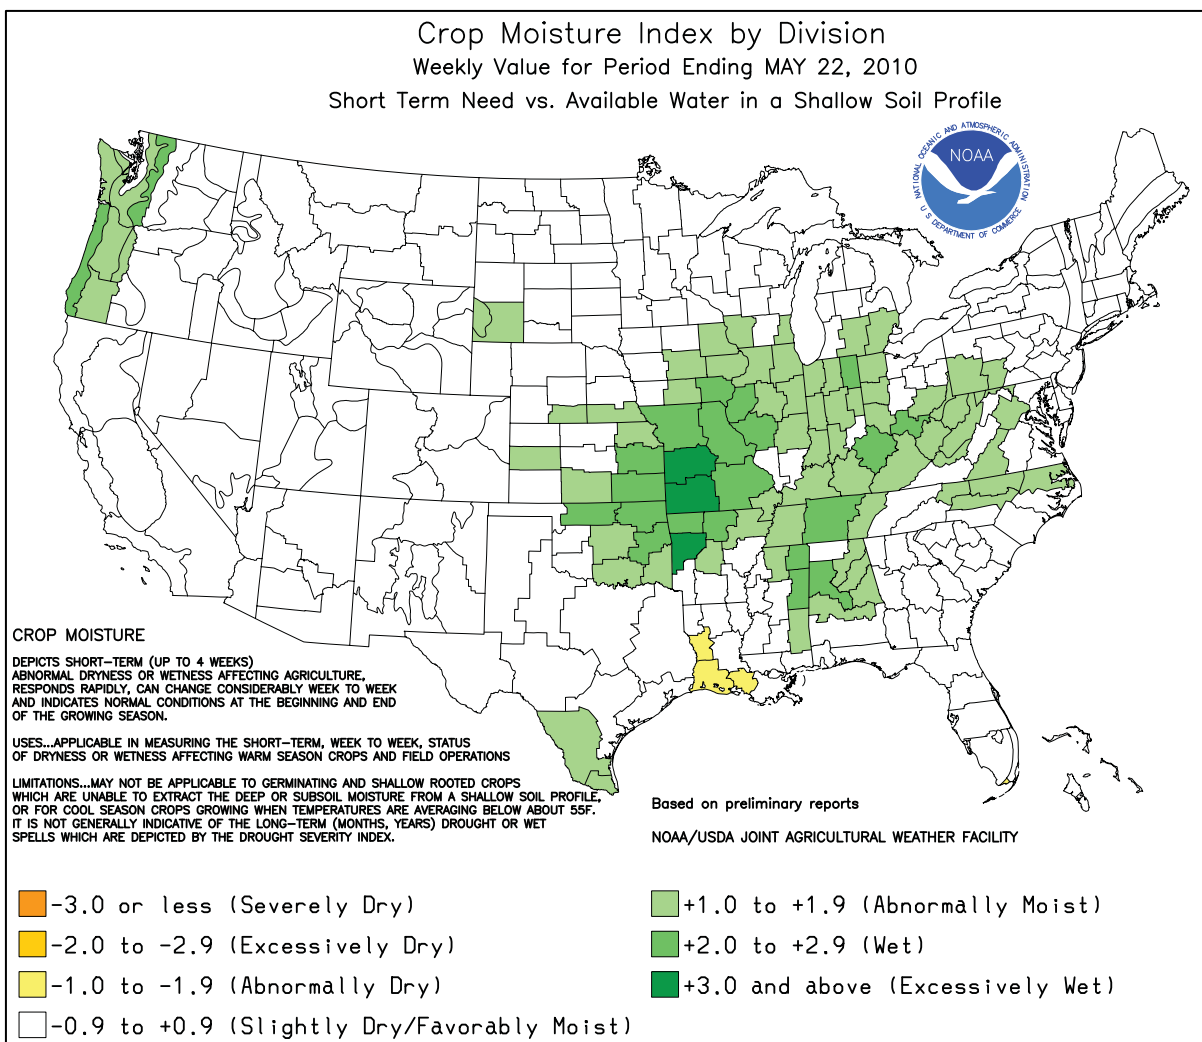 Crop Moisture Index by Division
Weekly Value for Period Ending MAY 22, 2010
Short Term Need vs. Available Water in a Shallow Soil Profile
NATIONAL OCEANIC AND ATMOSPHERIC ADMINISTRATION
NOAA
U S DEPARTMENT OF COMMERCE
CROP MOISTURE
DEPICTS SHORT-TERM (UP TO 4 WEEKS)
ABNORMAL DRYNESS OR WETNESS AFFECTING AGRICULTURE,
RESPONDS RAPIDLY, CAN CHANGE CONSIDERABLY WEEK TO WEEK
AND INDICATES NORMAL CONDITIONS AT THE BEGINNING AND END
OF THE GROWING SEASON.
USES...APPLICABLE IN MEASURING THE SHORT-TERM, WEEK TO WEEK, STATUS
OF DRYNESS OR WETNESS AFFECTING WARM SEASON CROPS AND FIELD OPERATIONS
LIMITATIONS...MAY NOT BE APPLICABLE TO GERMINATING AND SHALLOW ROOTED CROPS
WHICH ARE UNABLE TO EXTRACT THE DEEP OR SUBSOIL MOISTURE FROM A SHALLOW SOIL PROFILE,
OR FOR COOL SEASON CROPS GROWING WHEN TEMPERATURES ARE AVERAGING BELOW ABOUT 55F.
IT IS NOT GENERALLY INDICATIVE OF THE LONG-TERM (MONTHS, YEARS) DROUGHT OR WET
SPELLS WHICH ARE DEPICTED BY THE DROUGHT SEVERITY INDEX.
Based on preliminary reports
NOAA/USDA JOINT AGRICULTURAL WEATHER FACILITY
-3.0 or less (Severely Dry)
-2.0 to -2.9 (Excessively Dry)
-1.0 to -1.9 (Abnormally Dry)
-0.9 to +0.9 (Slightly Dry/Favorably Moist)
+1.0 to +1.9 (Abnormally Moist)
+2.0 to +2.9 (Wet)
+3.0 and above (Excessively Wet)